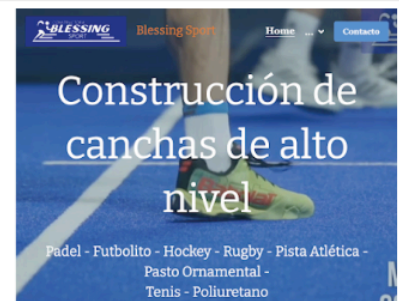 BLESSING
SPORT
Blessing Sport
Home
...
Contacto
Construcción de
canchas de alto
nivel
Padel - Futbolito - Hockey - Rugby - Pista Atlética -
Pasto Ornamental -
Tenis - Poliuretano